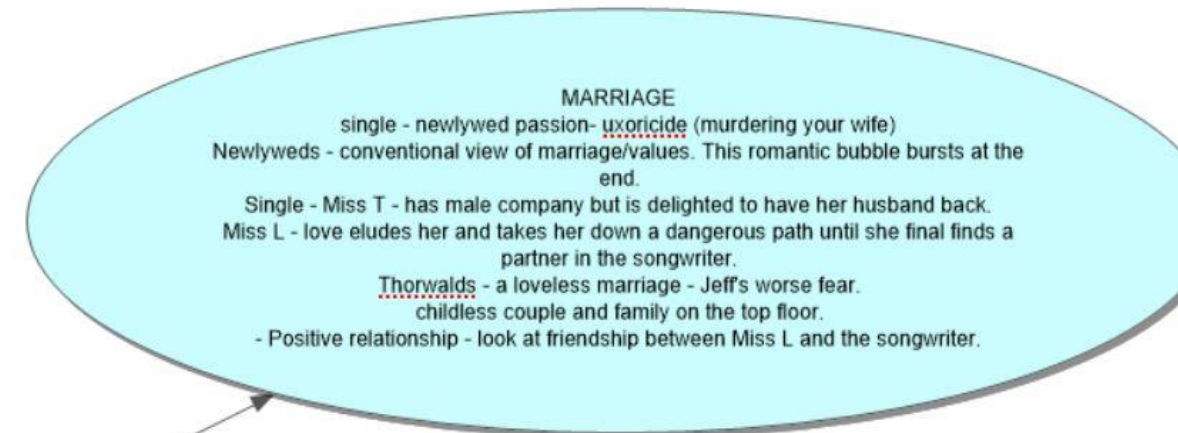 MARRIAGE
single - newlywed passion- uxoricide (murdering your wife)
Newlyweds - conventional view of marriage/values. This romantic bubble bursts at the
end.
Single - Miss T - has male company but is delighted to have her husband back.
Miss L - love eludes her and takes her down a dangerous path until she final finds a
partner in the songwriter.
Thorwalds - a loveless marriage - Jeff's worse fear.
childless couple and family on the top floor.
- Positive relationship - look at friendship between Miss L and the songwriter.